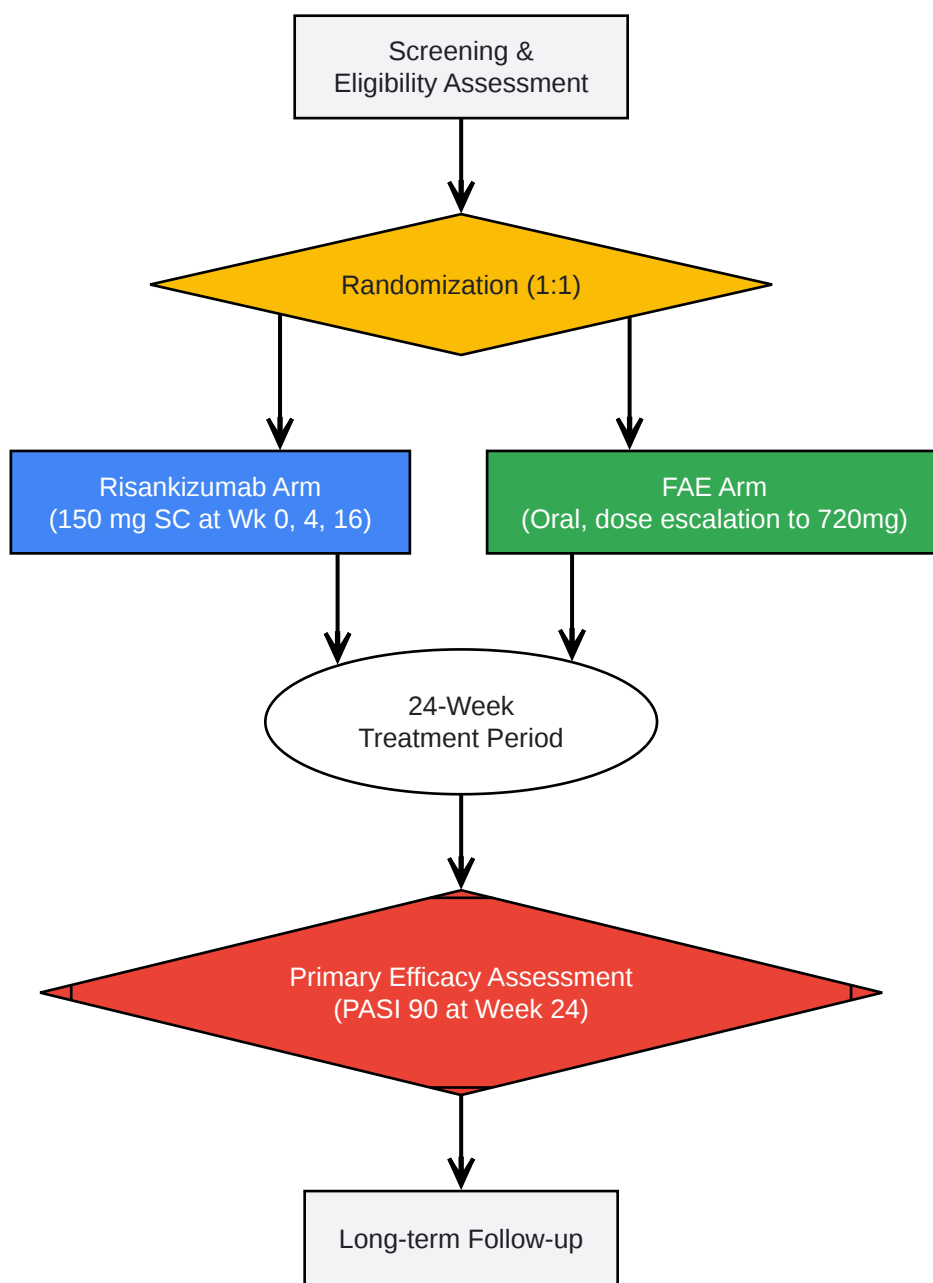 Screening &
Eligibility Assessment
Randomization (1:1)
Risankizumab Arm
(150 mg SC at Wk 0, 4, 16)
FAE Arm
(Oral, dose escalation to 720mg)
24-Week
Treatment Period
Primary Efficacy Assessment
(PASI 90 at Week 24)
Long-term Follow-up